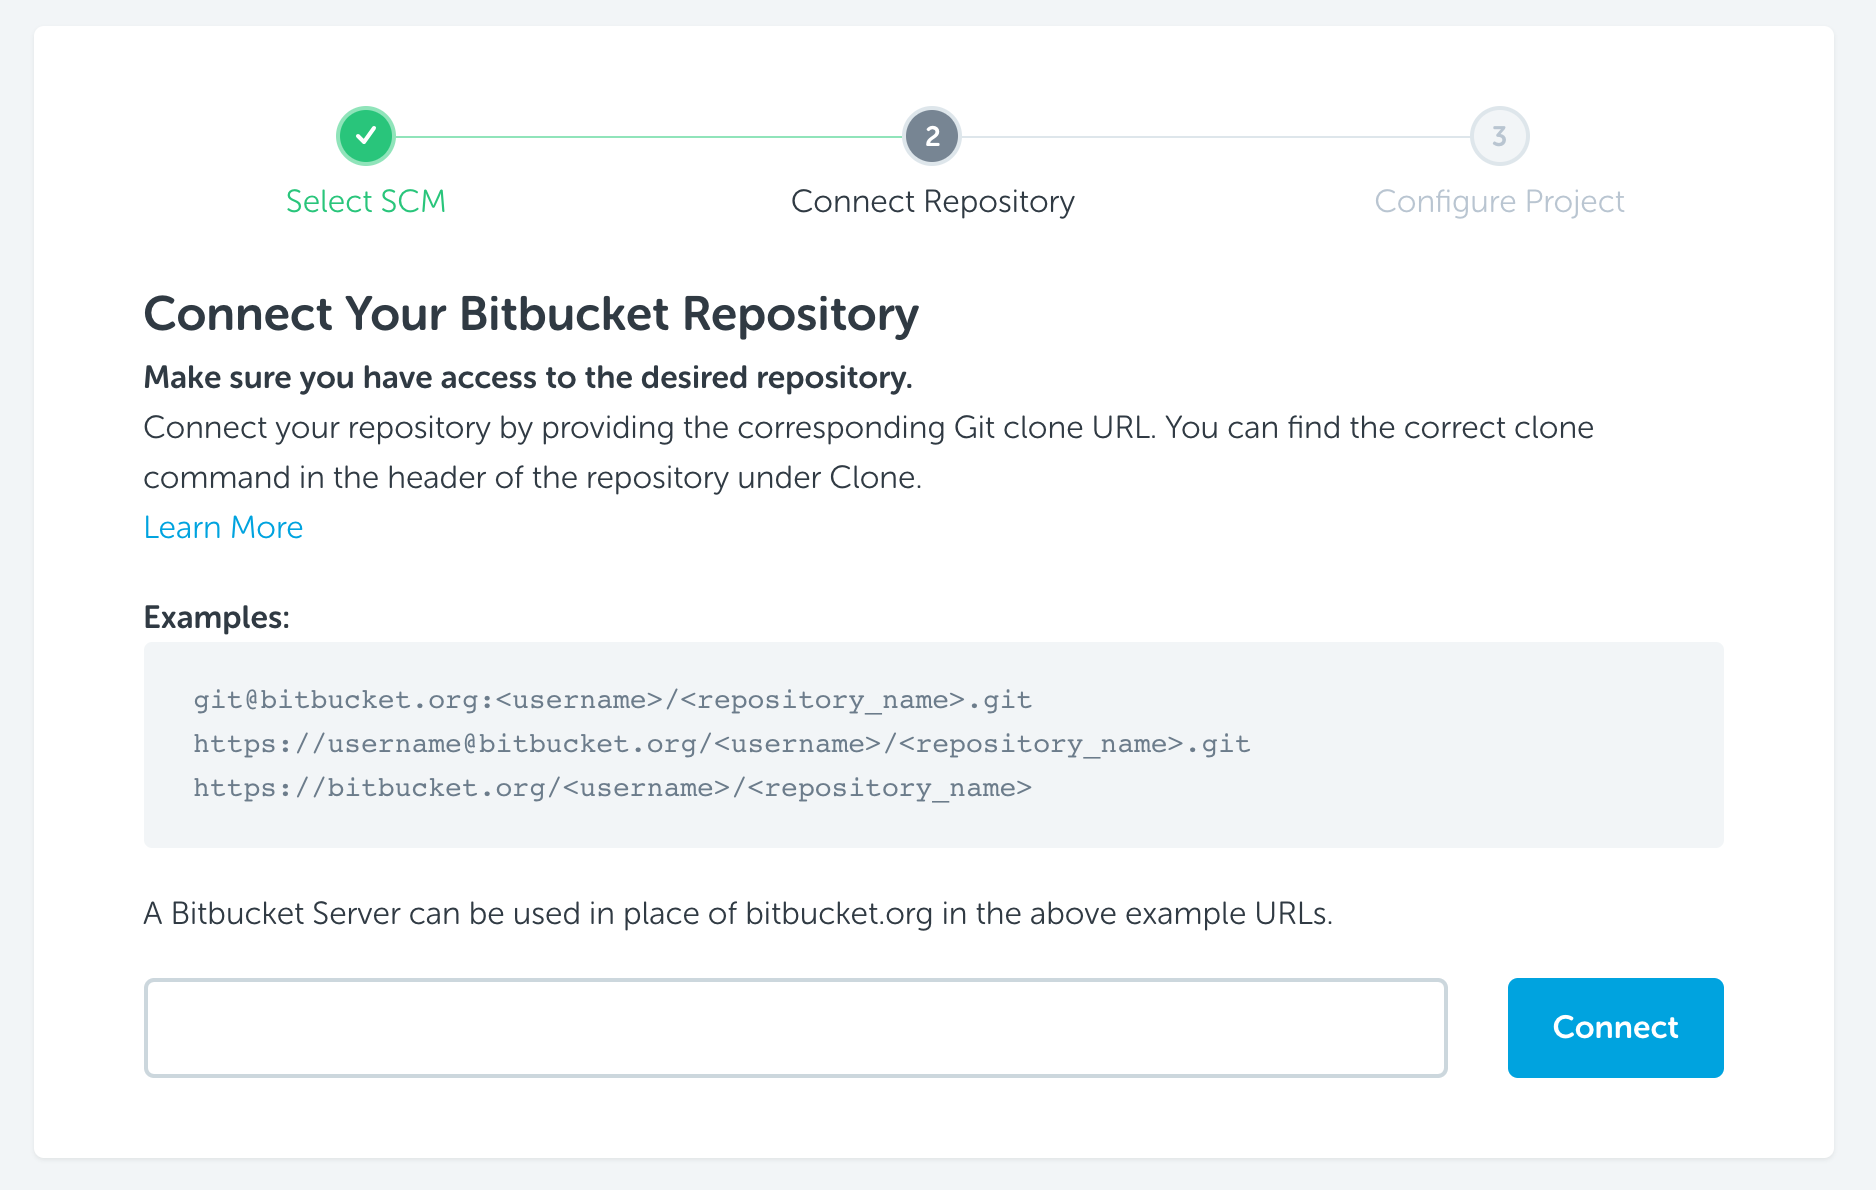 2
3
Select SCM
Connect Repository
Configure Project
Connect Your Bitbucket Repository
Make sure you have access to the desired repository.
Connect your repository by providing the corresponding Git clone URL. You can find the correct clone
command in the header of the repository under Clone.
Learn More
Examples:
git@bitbucket.org:<username>/<repository_name>.git
https://username@bitbucket.org/<username>/<repository_name>.git
https://bitbucket.org/<username>/<repository_name>
A Bitbucket Server can be used in place of bitbucket.org in the above example URLs.
Connect